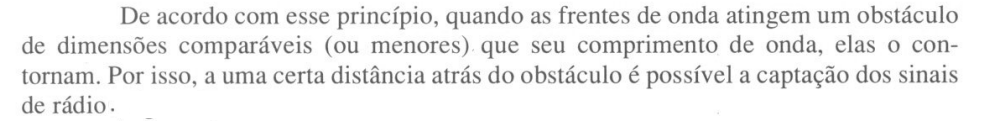 De acordo com esse princípio, quando as frentes de onda atingem um obstáculo
de dimensões comparáveis (ou menores) que seu comprimento de onda, elas o con-
tornam. Por isso, a uma certa distância atrás do obstáculo é possível a captação dos sinais
de rádio.